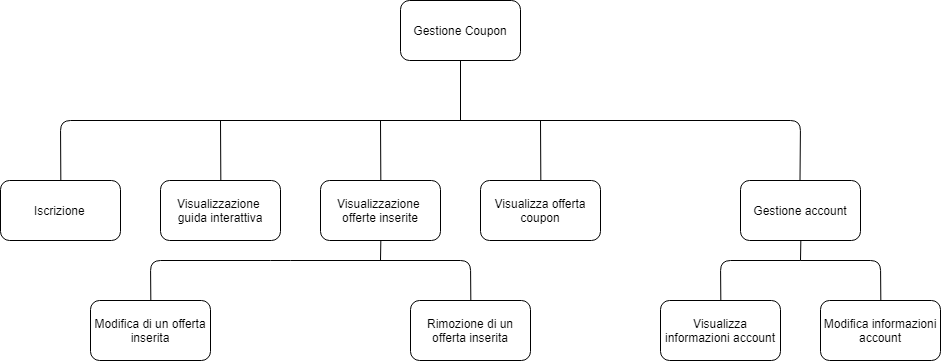 Gestione Coupon
Iscrizione
Visualizzazione
guida interattiva
Visualizzazione
offerte inserite
Visualizza offerta
coupon
Gestione account
Modifica di un offerta
inserita
Rimozione di un
offerta inserita
Visualizza
informazioni account
Modifica informazioni
account